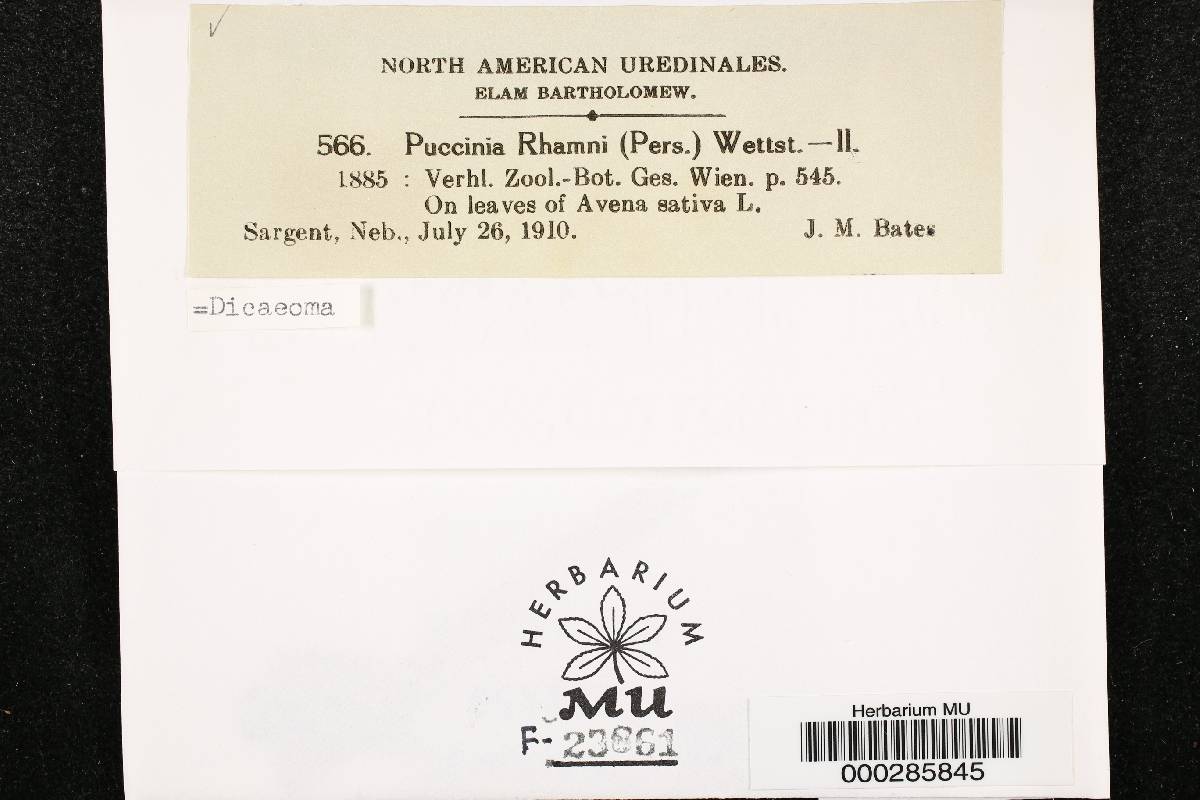 NORTH AMERICAN UREDINALES.
ELAM BARTHOLOMEW.
566. Puccinia Rhamni (Pers.) Wettst.—II.
1885 : Verhl. Zool.-Bot. Ges. Wien. p. 545.
On leaves of Avena sativa L.
Sargent, Neb., July 26, 1910. J. M. Bates
=Dicaeoma
HERBARIUM
MU
F- 23861
Herbarium MU
000285845